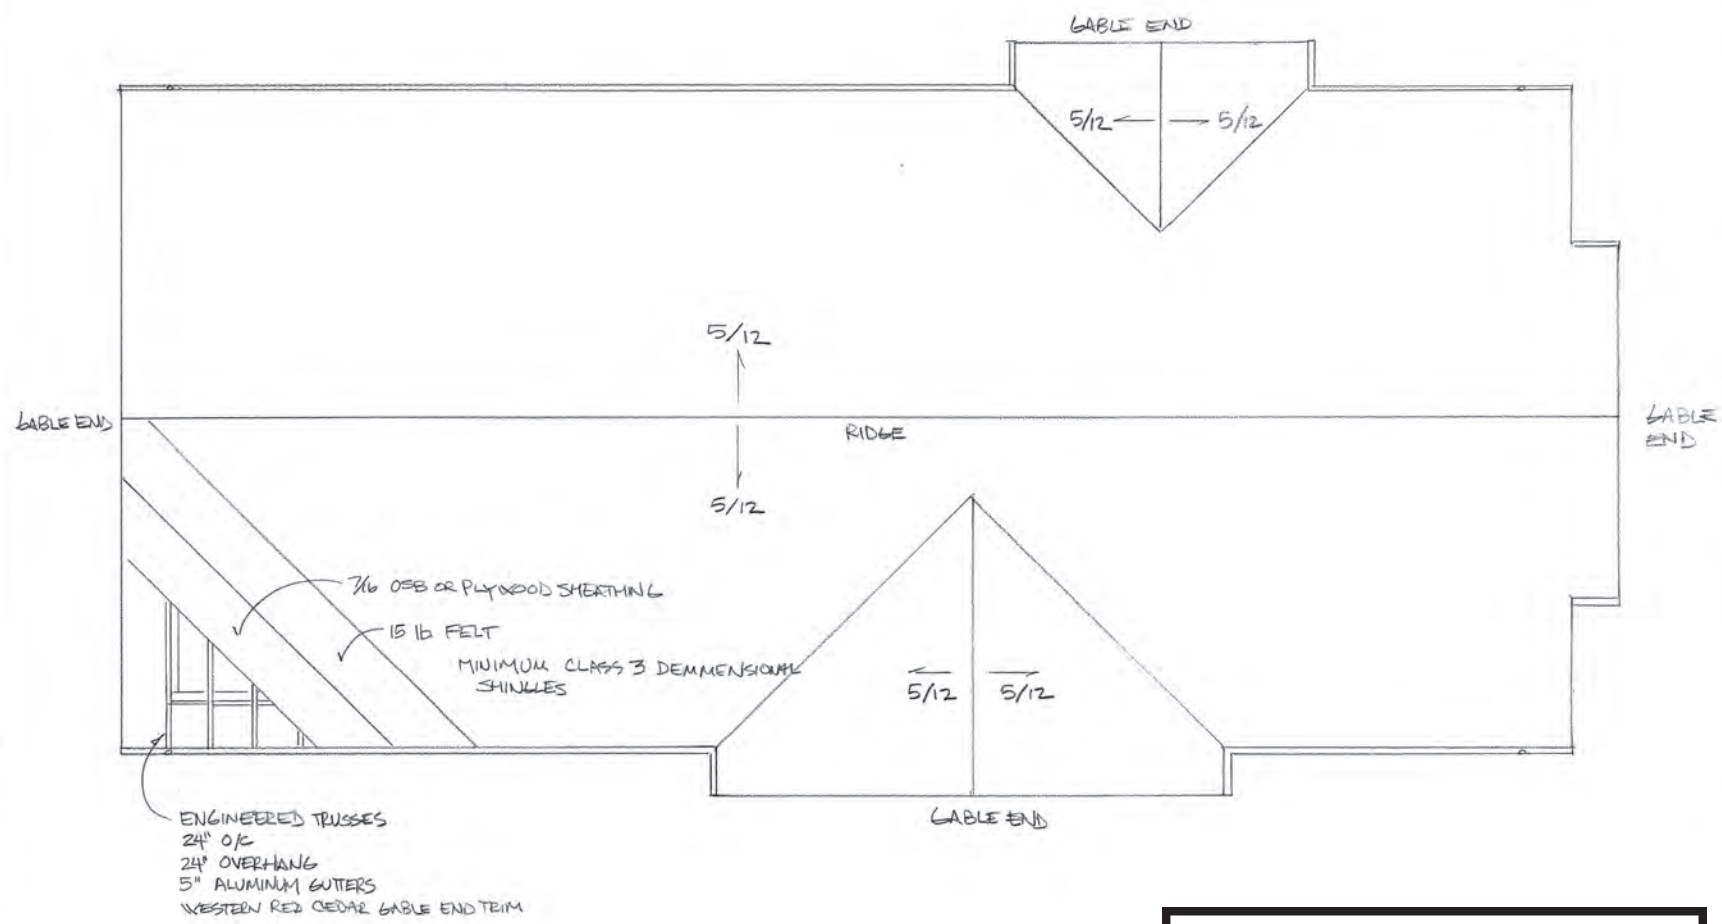 GABLE END
5/12
5/12
5/12
GABLE END
RIDGE
GABLE
END
5/12
7/16 OSB OR PLYWOOD SHEATHING
15 lb FELT
MINIMUM CLASS 3 DEMMENSIONAL
SHINGLES
5/12
5/12
GABLE END
ENGINEERED TRUSSES
24" O/C
24" OVERHANG
5" ALUMINUM GUTTERS
WESTERN RED CEDAR GABLE END TRIM